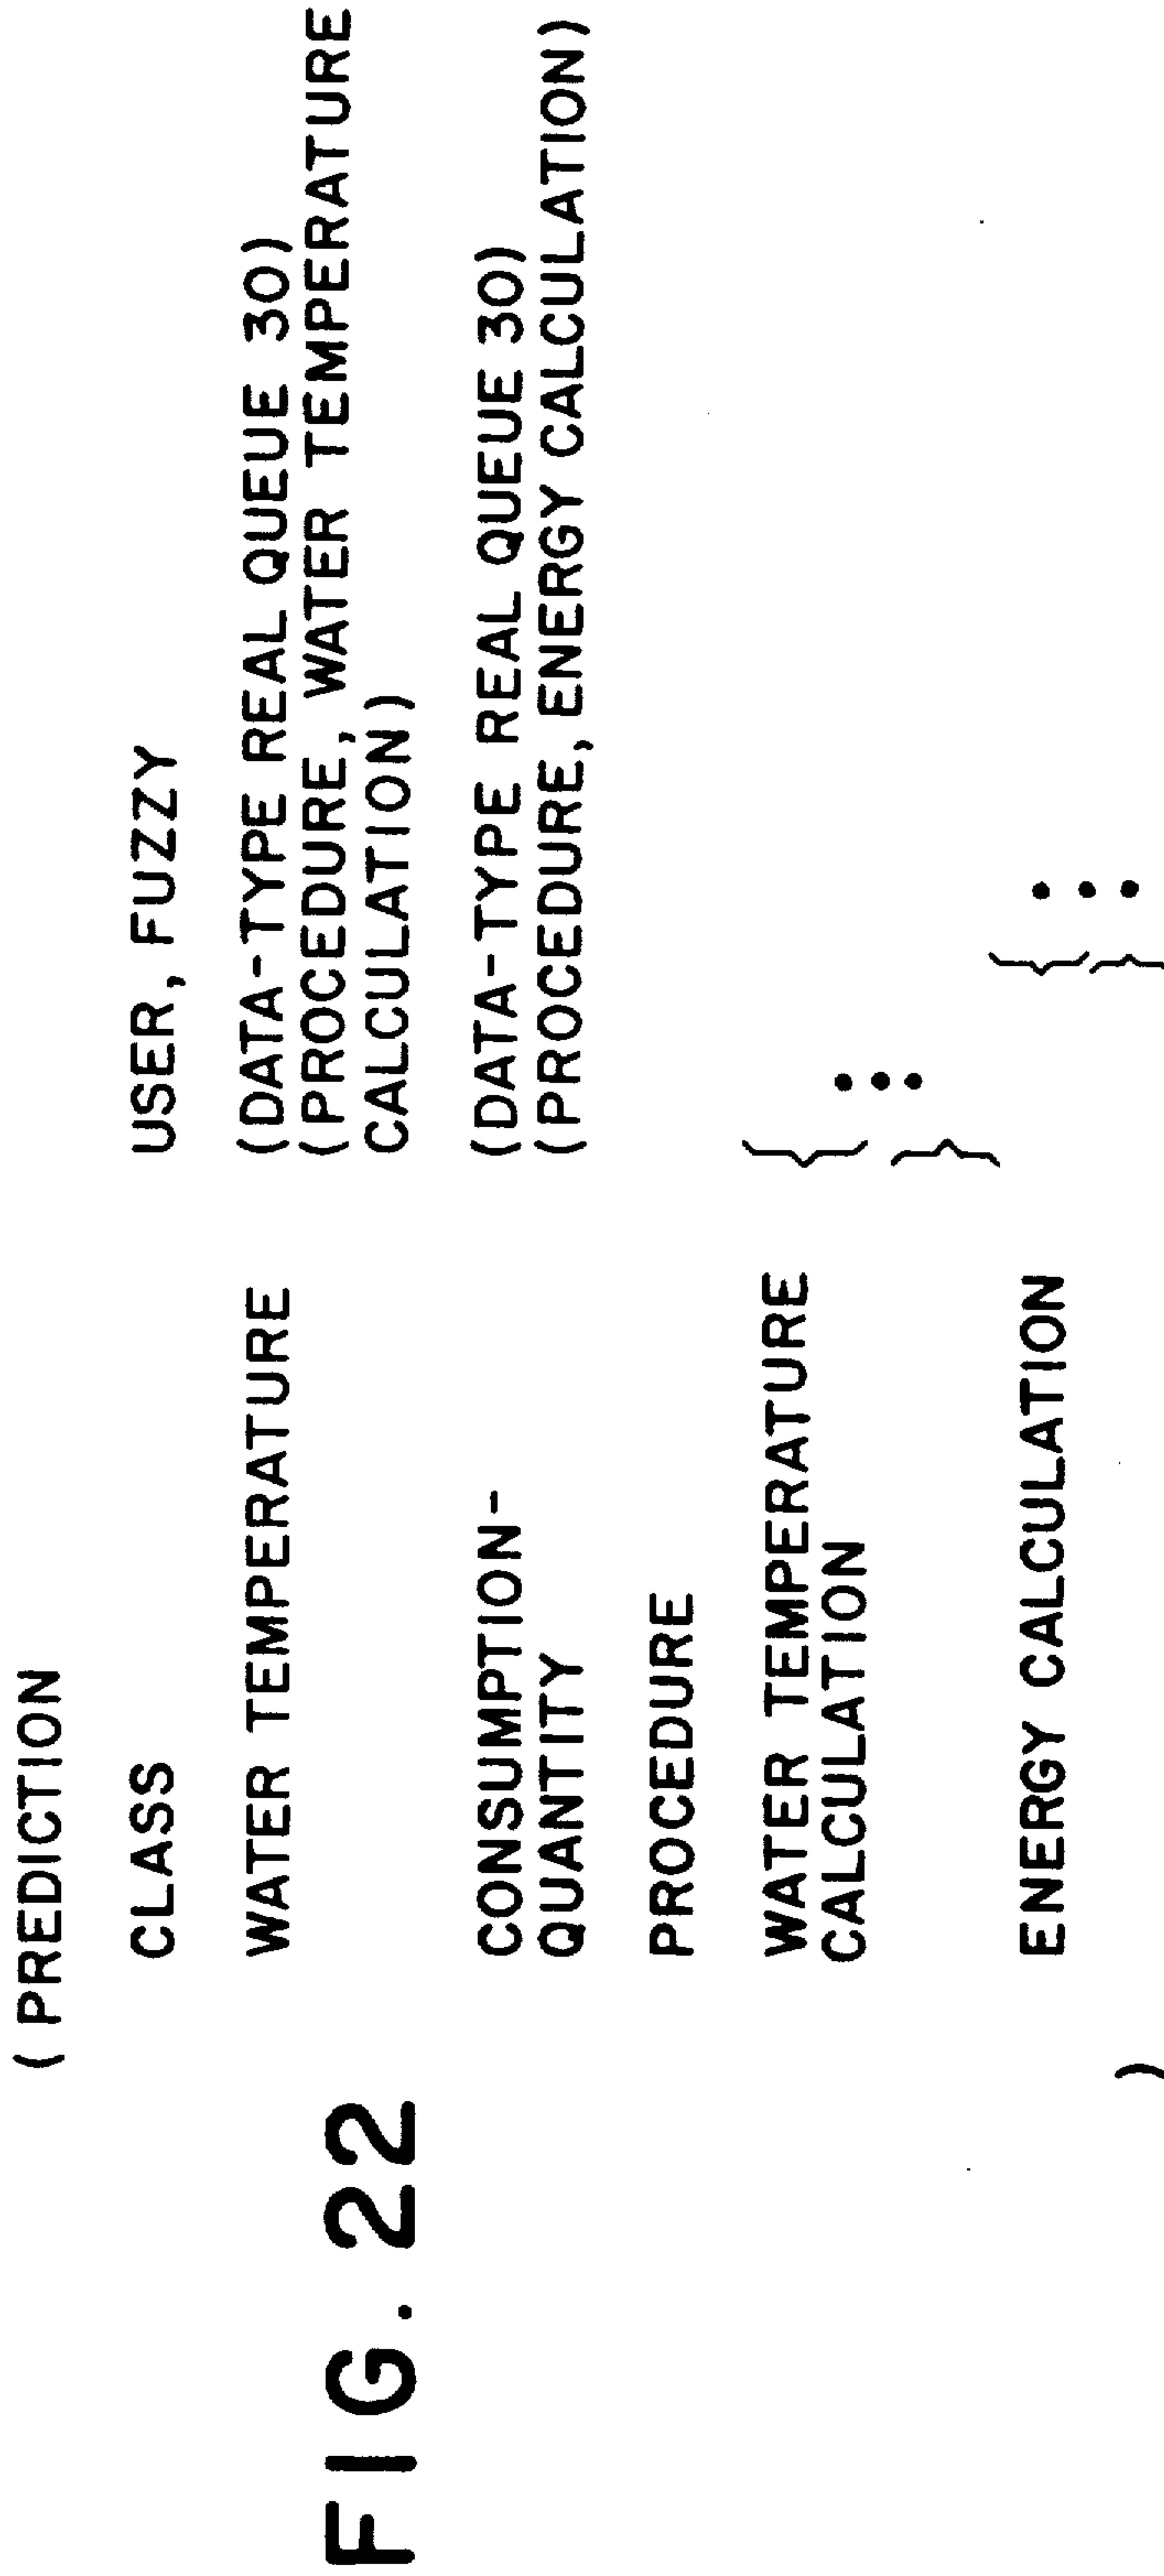 FIG. 22
(PREDICTION
CLASS USER, FUZZY
WATER TEMPERATURE (DATA-TYPE REAL QUEUE 30)
(PROCEDURE, WATER TEMPERATURE
CALCULATION)
CONSUMPTION- (DATA-TYPE REAL QUEUE 30)
QUANTITY (PROCEDURE, ENERGY CALCULATION)
PROCEDURE
WATER TEMPERATURE {
CALCULATION ...
}
ENERGY CALCULATION {
...
}
)